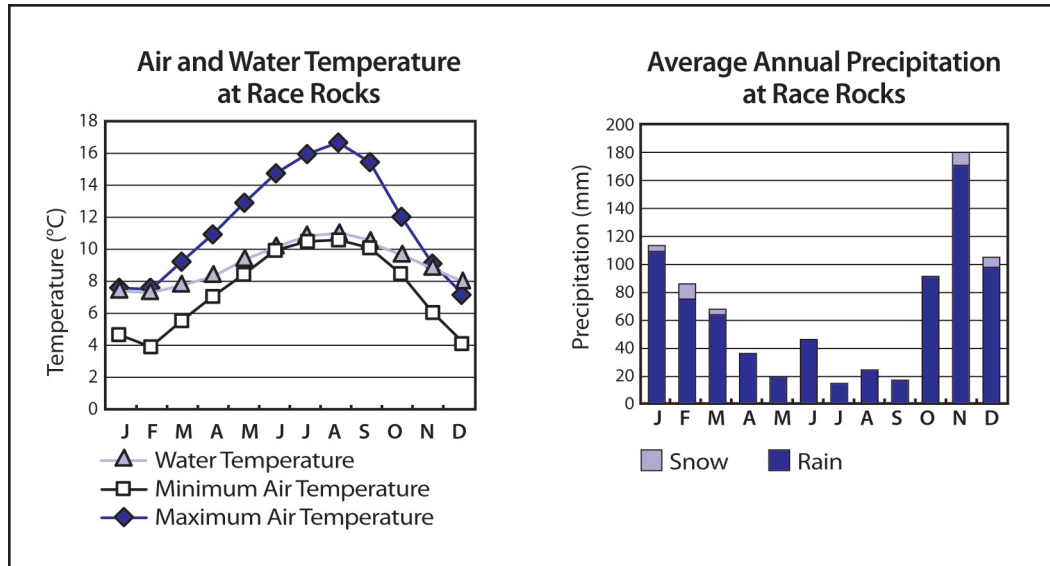 Air and Water Temperature
at Race Rocks
Temperature (°C)
18
16
14
12
10
8
6
4
2
0
J F M A M J J A S O N D
Water Temperature
Minimum Air Temperature
Maximum Air Temperature
Average Annual Precipitation
at Race Rocks
Precipitation (mm)
200
180
160
140
120
100
80
60
40
20
0
J F M A M J J A S O N D
Snow Rain